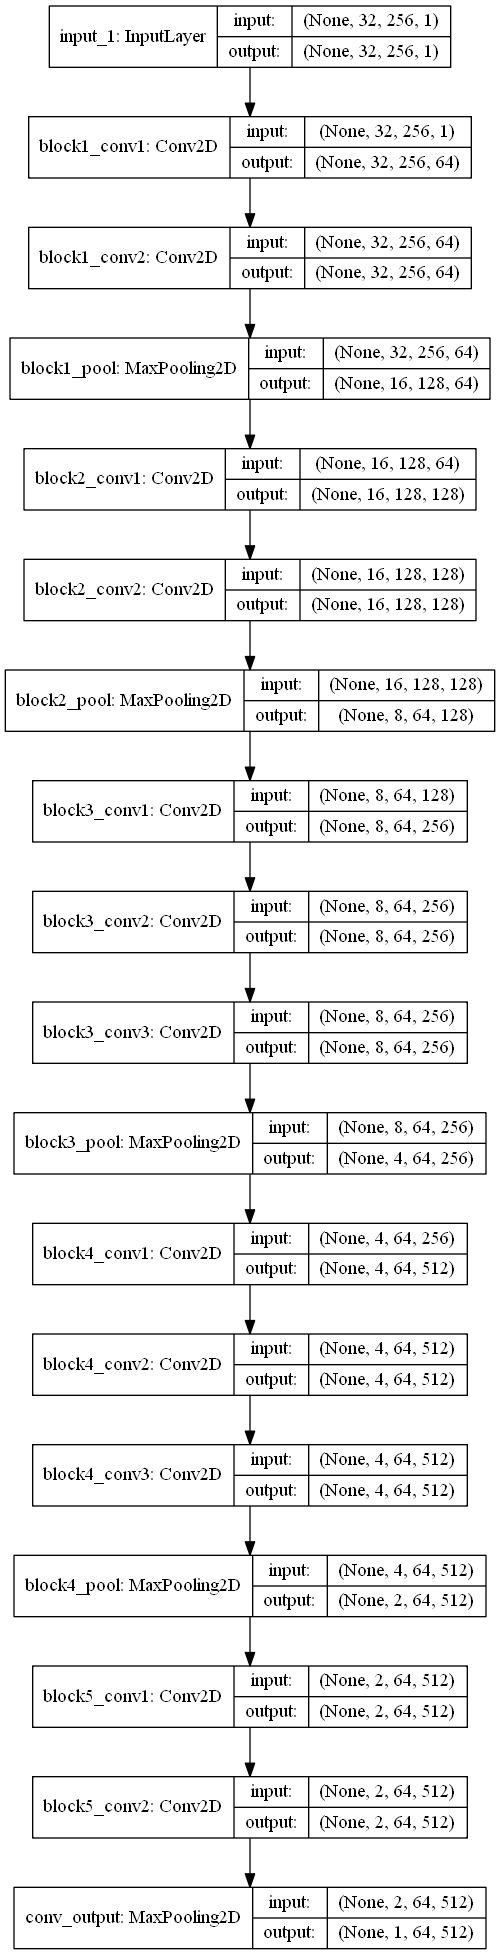 input_1: InputLayer
input: (None, 32, 256, 1)
output: (None, 32, 256, 1)
block1_conv1: Conv2D
input: (None, 32, 256, 1)
output: (None, 32, 256, 64)
block1_conv2: Conv2D
input: (None, 32, 256, 64)
output: (None, 32, 256, 64)
block1_pool: MaxPooling2D
input: (None, 32, 256, 64)
output: (None, 16, 128, 64)
block2_conv1: Conv2D
input: (None, 16, 128, 64)
output: (None, 16, 128, 128)
block2_conv2: Conv2D
input: (None, 16, 128, 128)
output: (None, 16, 128, 128)
block2_pool: MaxPooling2D
input: (None, 16, 128, 128)
output: (None, 8, 64, 128)
block3_conv1: Conv2D
input: (None, 8, 64, 128)
output: (None, 8, 64, 256)
block3_conv2: Conv2D
input: (None, 8, 64, 256)
output: (None, 8, 64, 256)
block3_conv3: Conv2D
input: (None, 8, 64, 256)
output: (None, 8, 64, 256)
block3_pool: MaxPooling2D
input: (None, 8, 64, 256)
output: (None, 4, 64, 256)
block4_conv1: Conv2D
input: (None, 4, 64, 256)
output: (None, 4, 64, 512)
block4_conv2: Conv2D
input: (None, 4, 64, 512)
output: (None, 4, 64, 512)
block4_conv3: Conv2D
input: (None, 4, 64, 512)
output: (None, 4, 64, 512)
block4_pool: MaxPooling2D
input: (None, 4, 64, 512)
output: (None, 2, 64, 512)
block5_conv1: Conv2D
input: (None, 2, 64, 512)
output: (None, 2, 64, 512)
block5_conv2: Conv2D
input: (None, 2, 64, 512)
output: (None, 2, 64, 512)
conv_output: MaxPooling2D
input: (None, 2, 64, 512)
output: (None, 1, 64, 512)